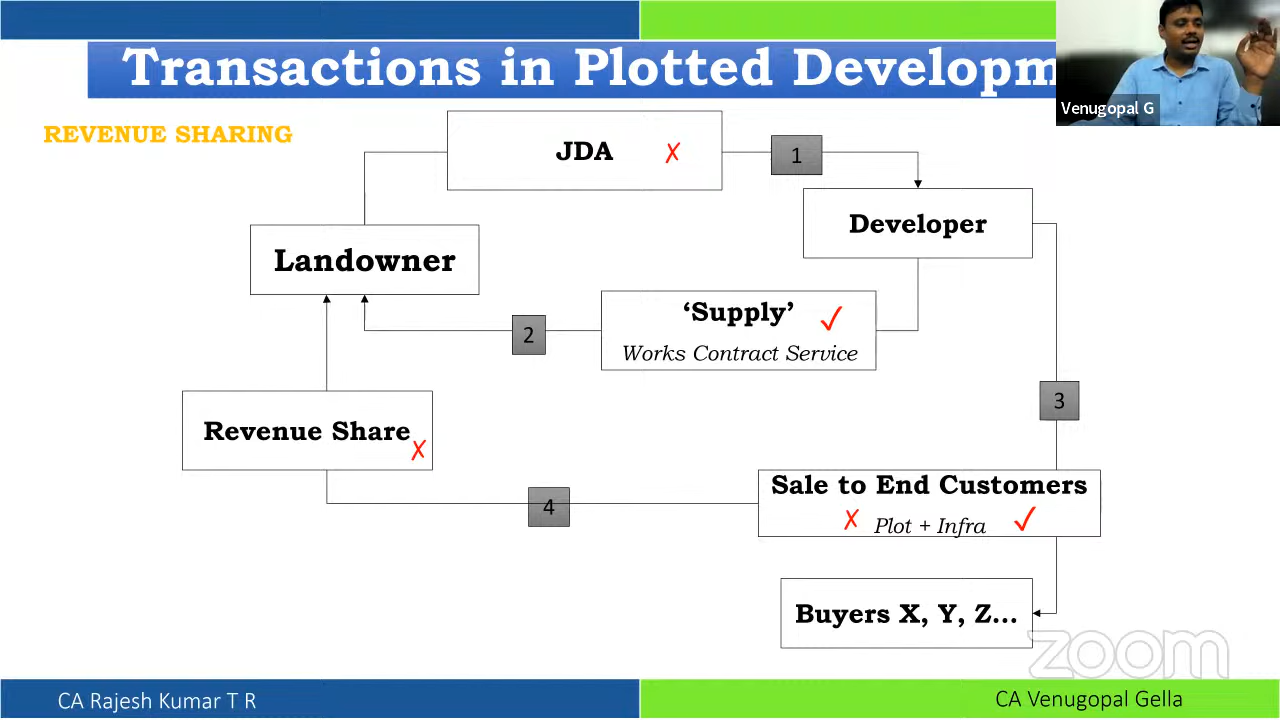 Transactions in Plotted Developm
Venugopal G
REVENUE SHARING
JDA ✗
1
Developer
Landowner
‘Supply’ ✓
Works Contract Service
2
3
Revenue Share ✗
Sale to End Customers
✗ Plot + Infra ✓
4
Buyers X, Y, Z...
zoom
CA Rajesh Kumar T R
CA Venugopal Gella